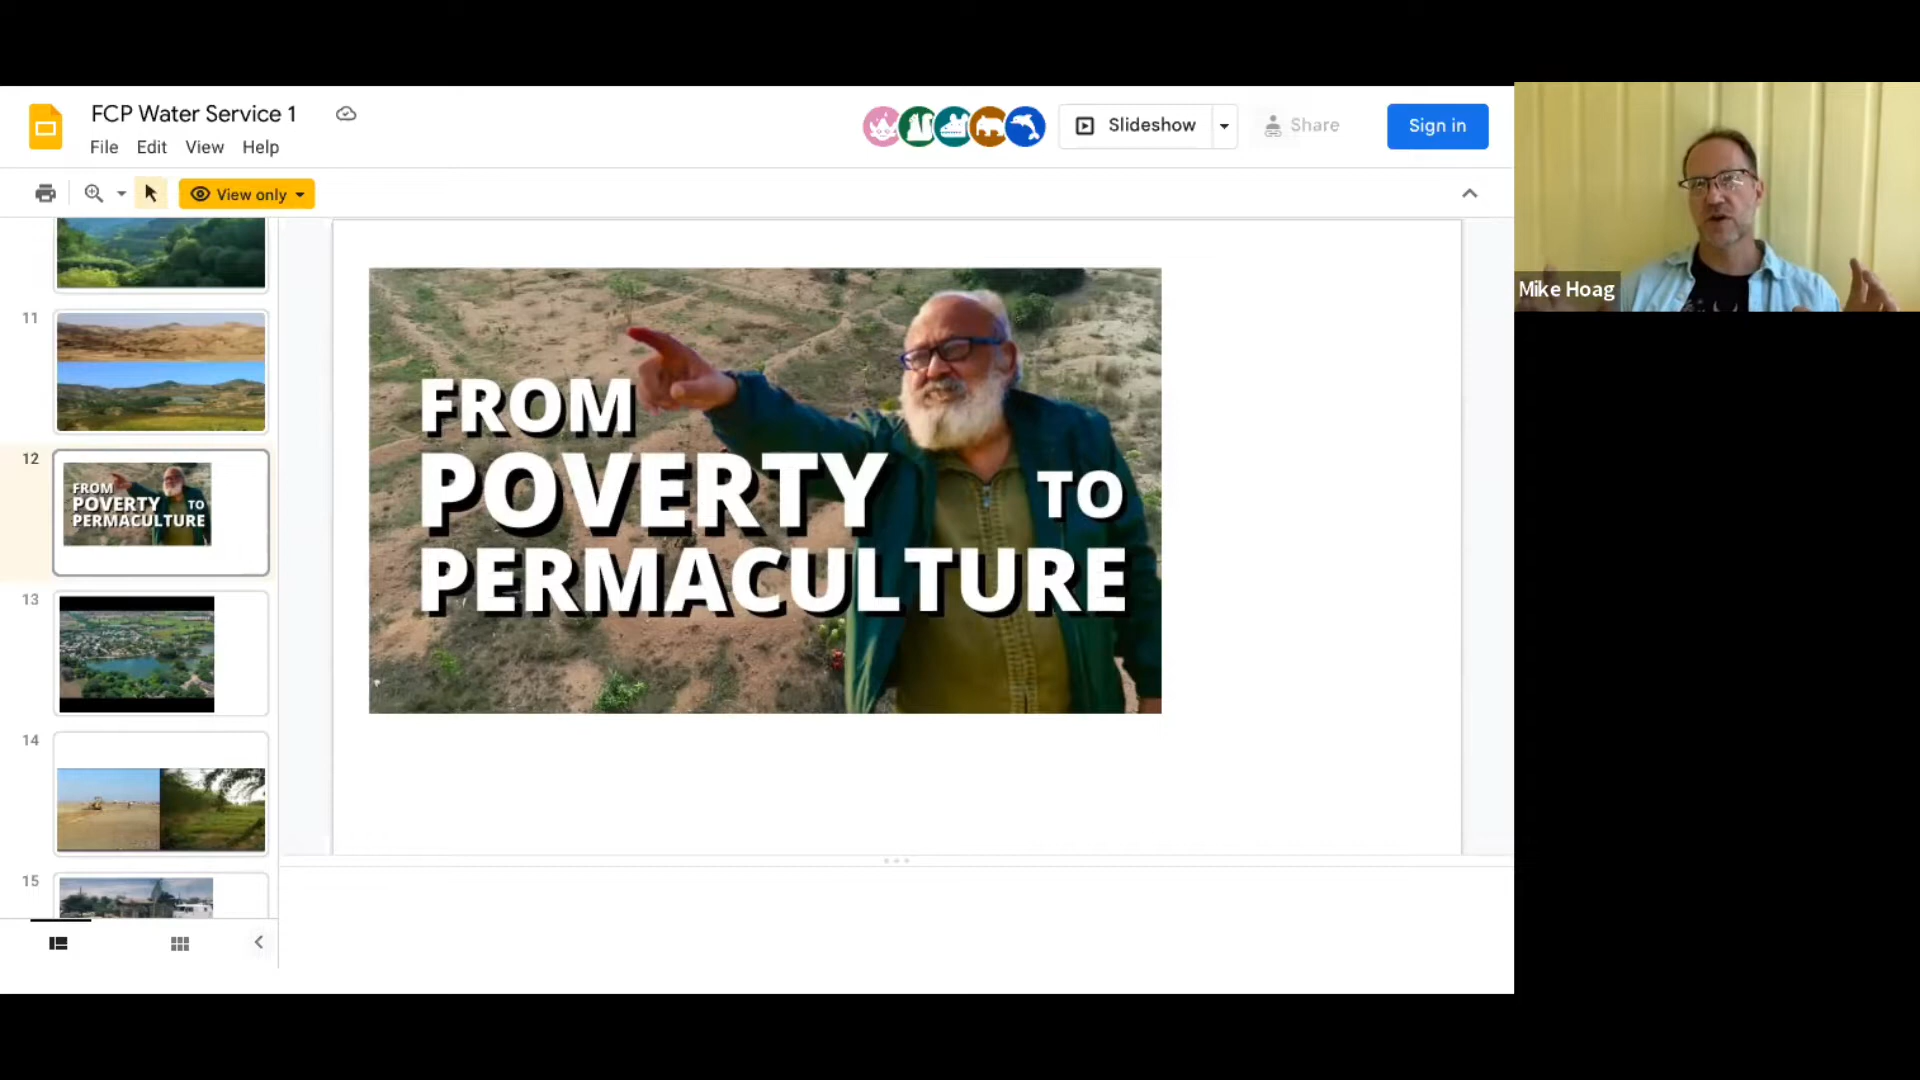 FCP Water Service 1
File Edit View Help
Slideshow
Share
Sign in
View only
Mike Hoag
11
12
FROM
POVERTY TO
PERMACULTURE
13
14
15
FROM
POVERTY TO
PERMACULTURE